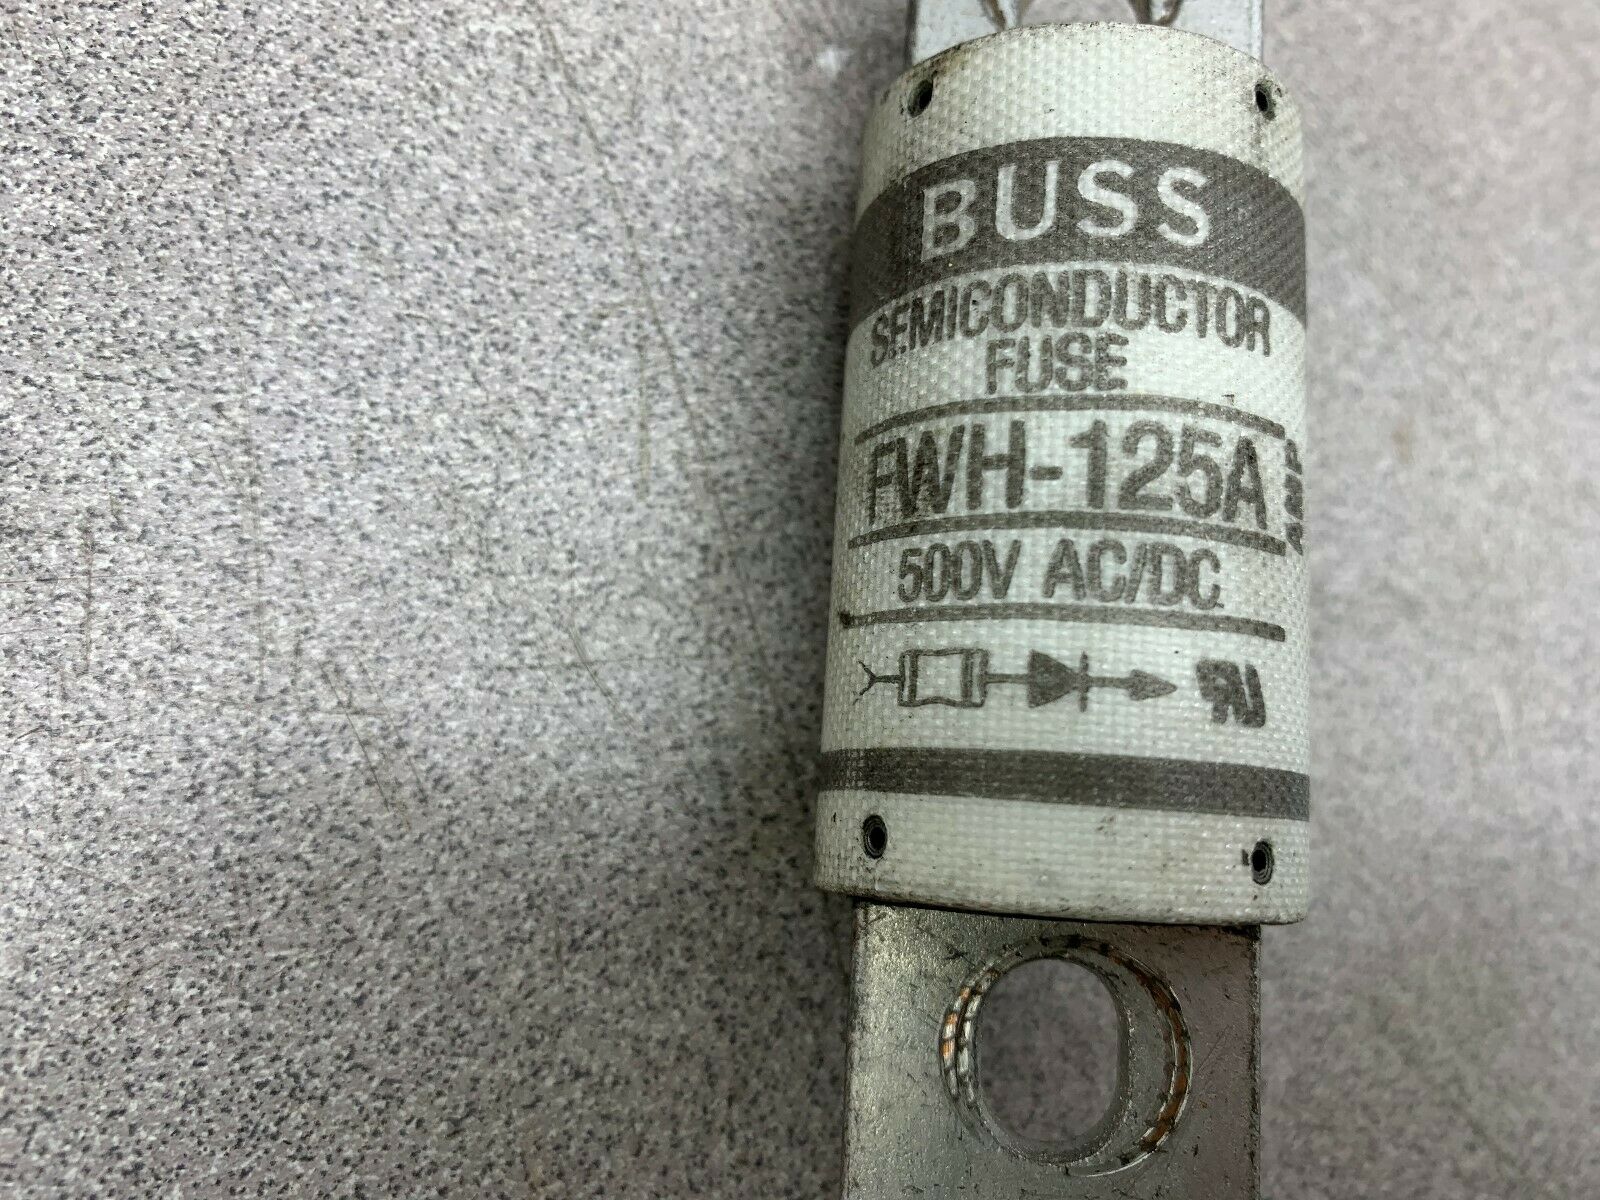 BUSS
SEMICONDUCTOR
FUSE
FWH-125A
500V AC/DC